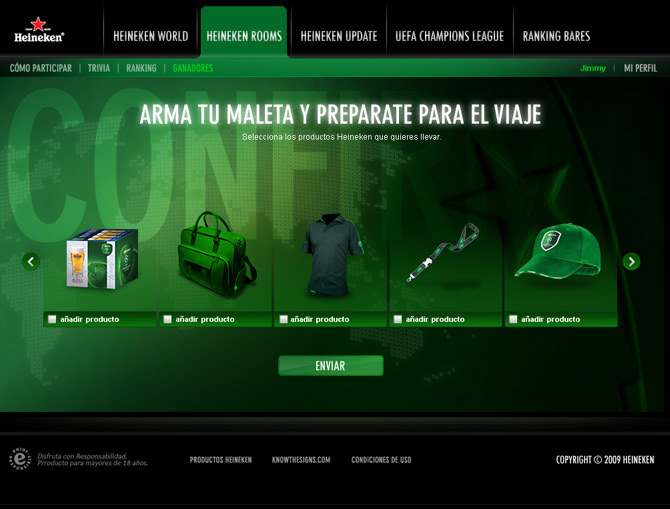 Heineken®
HEINEKEN WORLD
HEINEKEN ROOMS
HEINEKEN UPDATE
UEFA CHAMPIONS LEAGUE
RANKING BARES
CÓMO PARTICIPAR | TRIVIA | RANKING | GANADORES
Jimmy | MI PERFIL
ARMA TU MALETA Y PREPARATE PARA EL VIAJE
Selecciona los productos Heineken que quieres llevar.
añadir producto
añadir producto
añadir producto
añadir producto
añadir producto
ENVIAR
Disfruta con Responsabilidad.
Prroducto para mayores de 18 años.
PRODUCTOS HEINEKEN
KNOWTHESIGNS.COM
CONDICIONES DE USO
COPYRIGHT © 2009 HEINEKEN